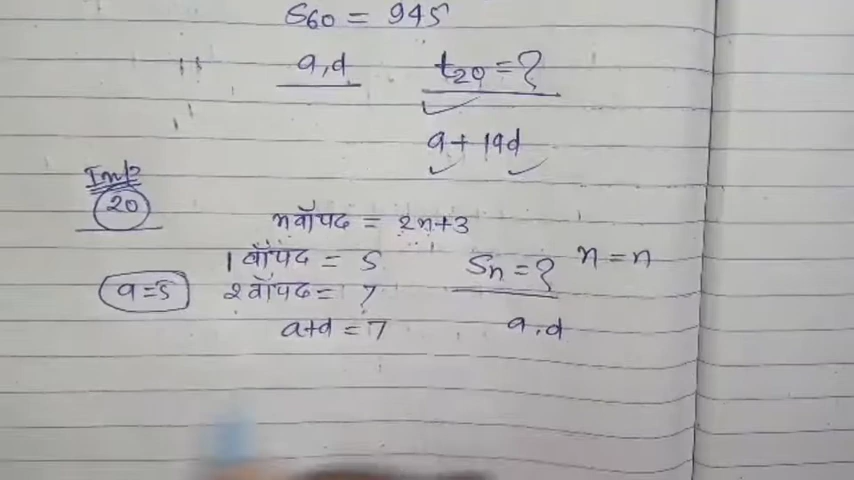 S60 = 945
a,d t20 = ?
a + 19d
Imp
20
nवाँ पद = 2n+3
1 वाँ पद = 5 Sn = ? n = n
a=5 2 वाँ पद = 7
a+d = 7 a,d